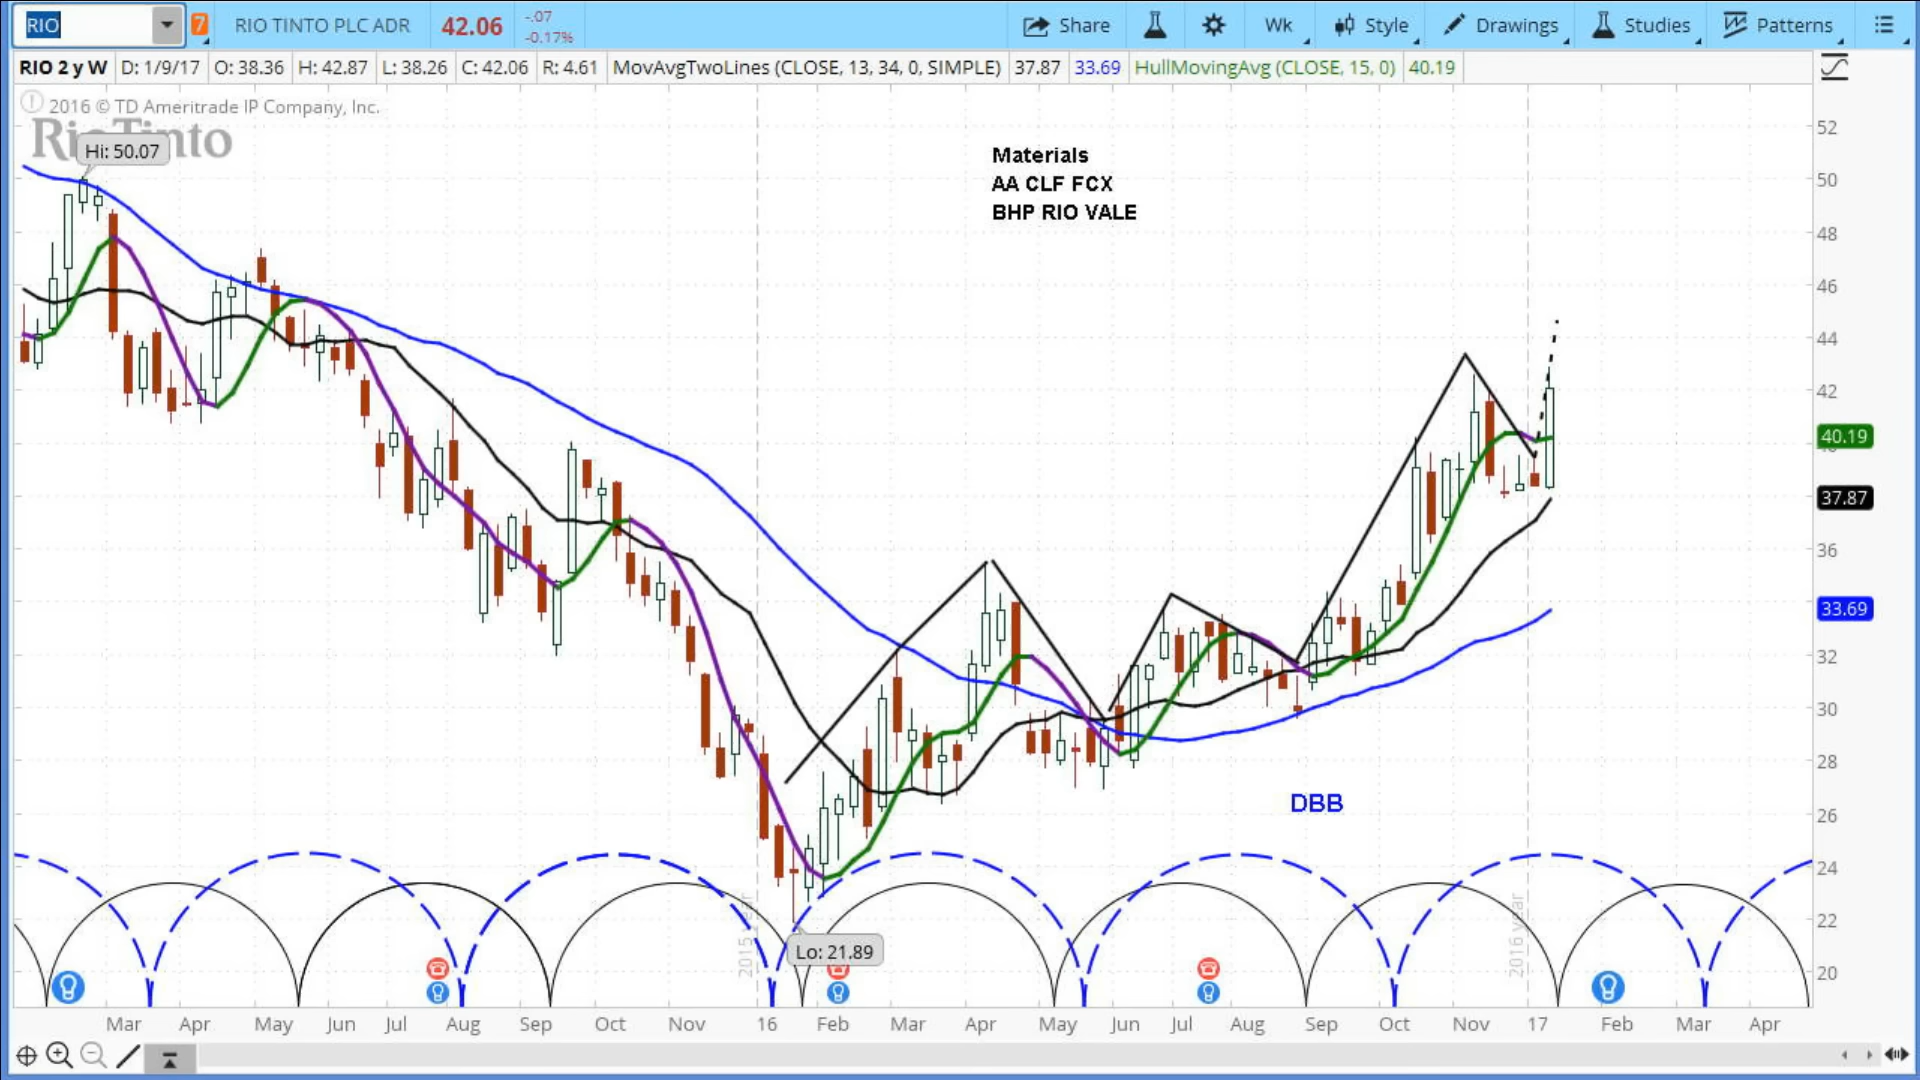 RIO 7 RIO TINTO PLC ADR 42.06 -.07 -0.17% Share Wk Style Drawings Studies Patterns
RIO 2 y W D: 1/9/17 O: 38.36 H: 42.87 L: 38.26 C: 42.06 R: 4.61 MovAvgTwoLines (CLOSE, 13, 34, 0, SIMPLE) 37.87 33.69 HullMovingAvg (CLOSE, 15, 0) 40.19
2016 © TD Ameritrade IP Company, Inc.
RioTinto
Hi: 50.07
Materials
AA CLF FCX
BHP RIO VALE
52
50
48
46
44
42
40.19
37.87
36
33.69
32
30
28
26
24
22
20
DBB
2015 year
2016 year
Lo: 21.89
Mar Apr May Jun Jul Aug Sep Oct Nov 16 Feb Mar Apr May Jun Jul Aug Sep Oct Nov 17 Feb Mar Apr